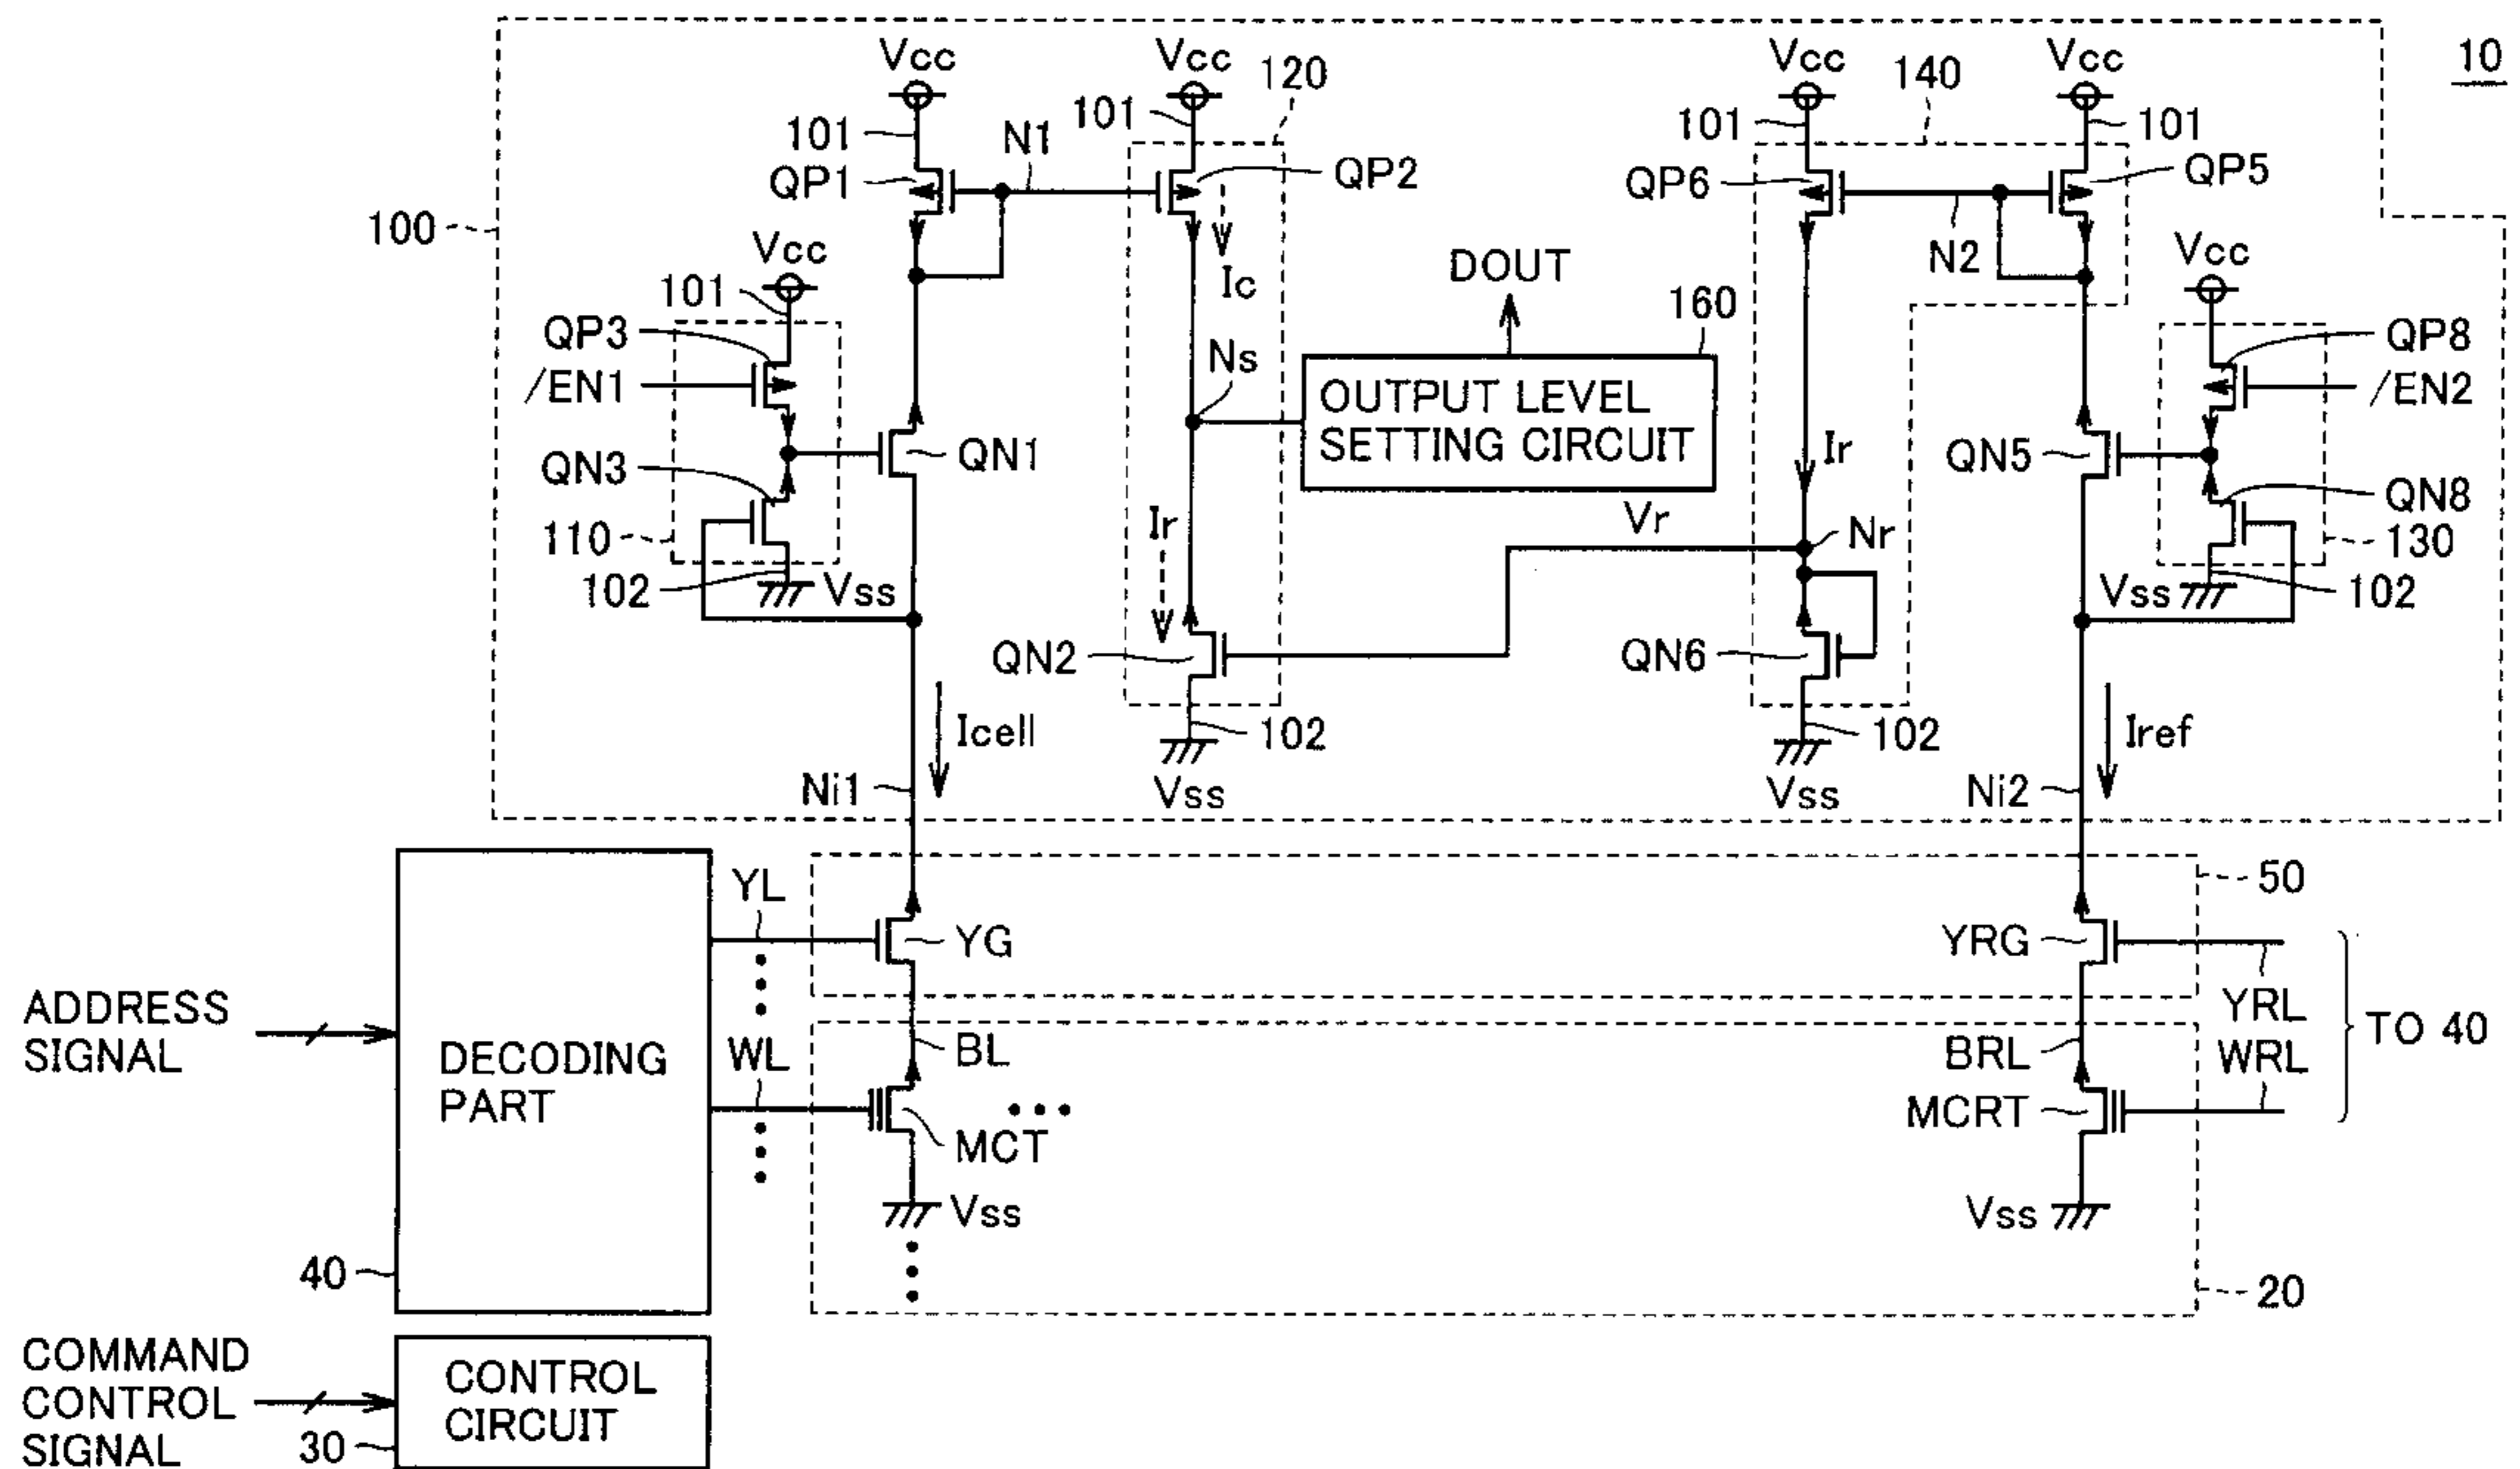 10
Vcc
Vcc
120
Vcc
140
Vcc
101
N1
101
101
101
QP1
QP2
QP6
QP5
100
Vcc
Ic
DOUT
N2
Vcc
101
160
QP3
Ns
QP8
/EN1
OUTPUT LEVEL
SETTING CIRCUIT
/EN2
QN3
QN1
Ir
QN5
QN8
110
Ir
Vr
Nr
130
102
Vss
Vss
102
QN2
QN6
Icell
102
102
Iref
Ni1
Vss
Vss
Ni2
YL
50
YG
YRG
ADDRESS
SIGNAL
DECODING
PART
WL
BL
BRL
YRL
WRL
TO 40
MCT
MCRT
Vss
Vss
40
20
COMMAND
CONTROL
SIGNAL
CONTROL
CIRCUIT
30